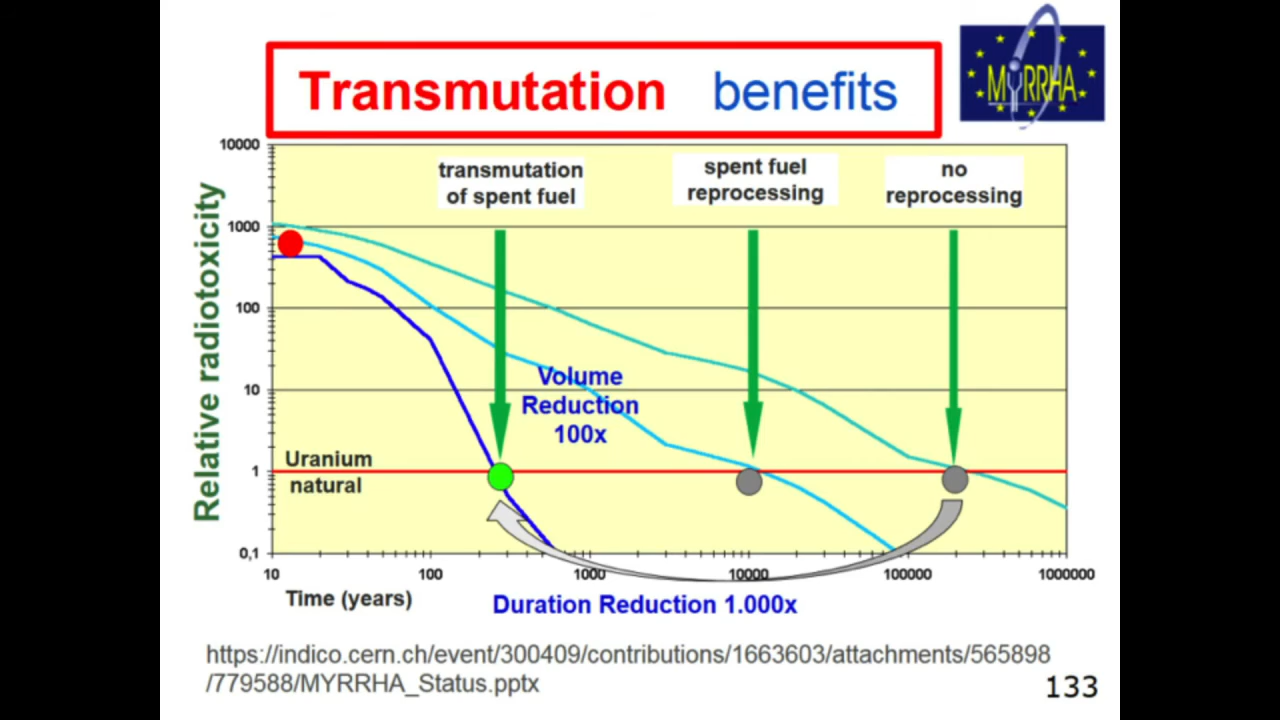 Transmutation benefits
MYRRHA
10000
1000
100
10
1
0,1
Relative radiotoxicity
transmutation
of spent fuel
spent fuel
reprocessing
no
reprocessing
Volume
Reduction
100x
Uranium
natural
10 100 1000 10000 100000 1000000
Time (years)
Duration Reduction 1.000x
https://indico.cern.ch/event/300409/contributions/1663603/attachments/565898
/779588/MYRRHA_Status.pptx
133